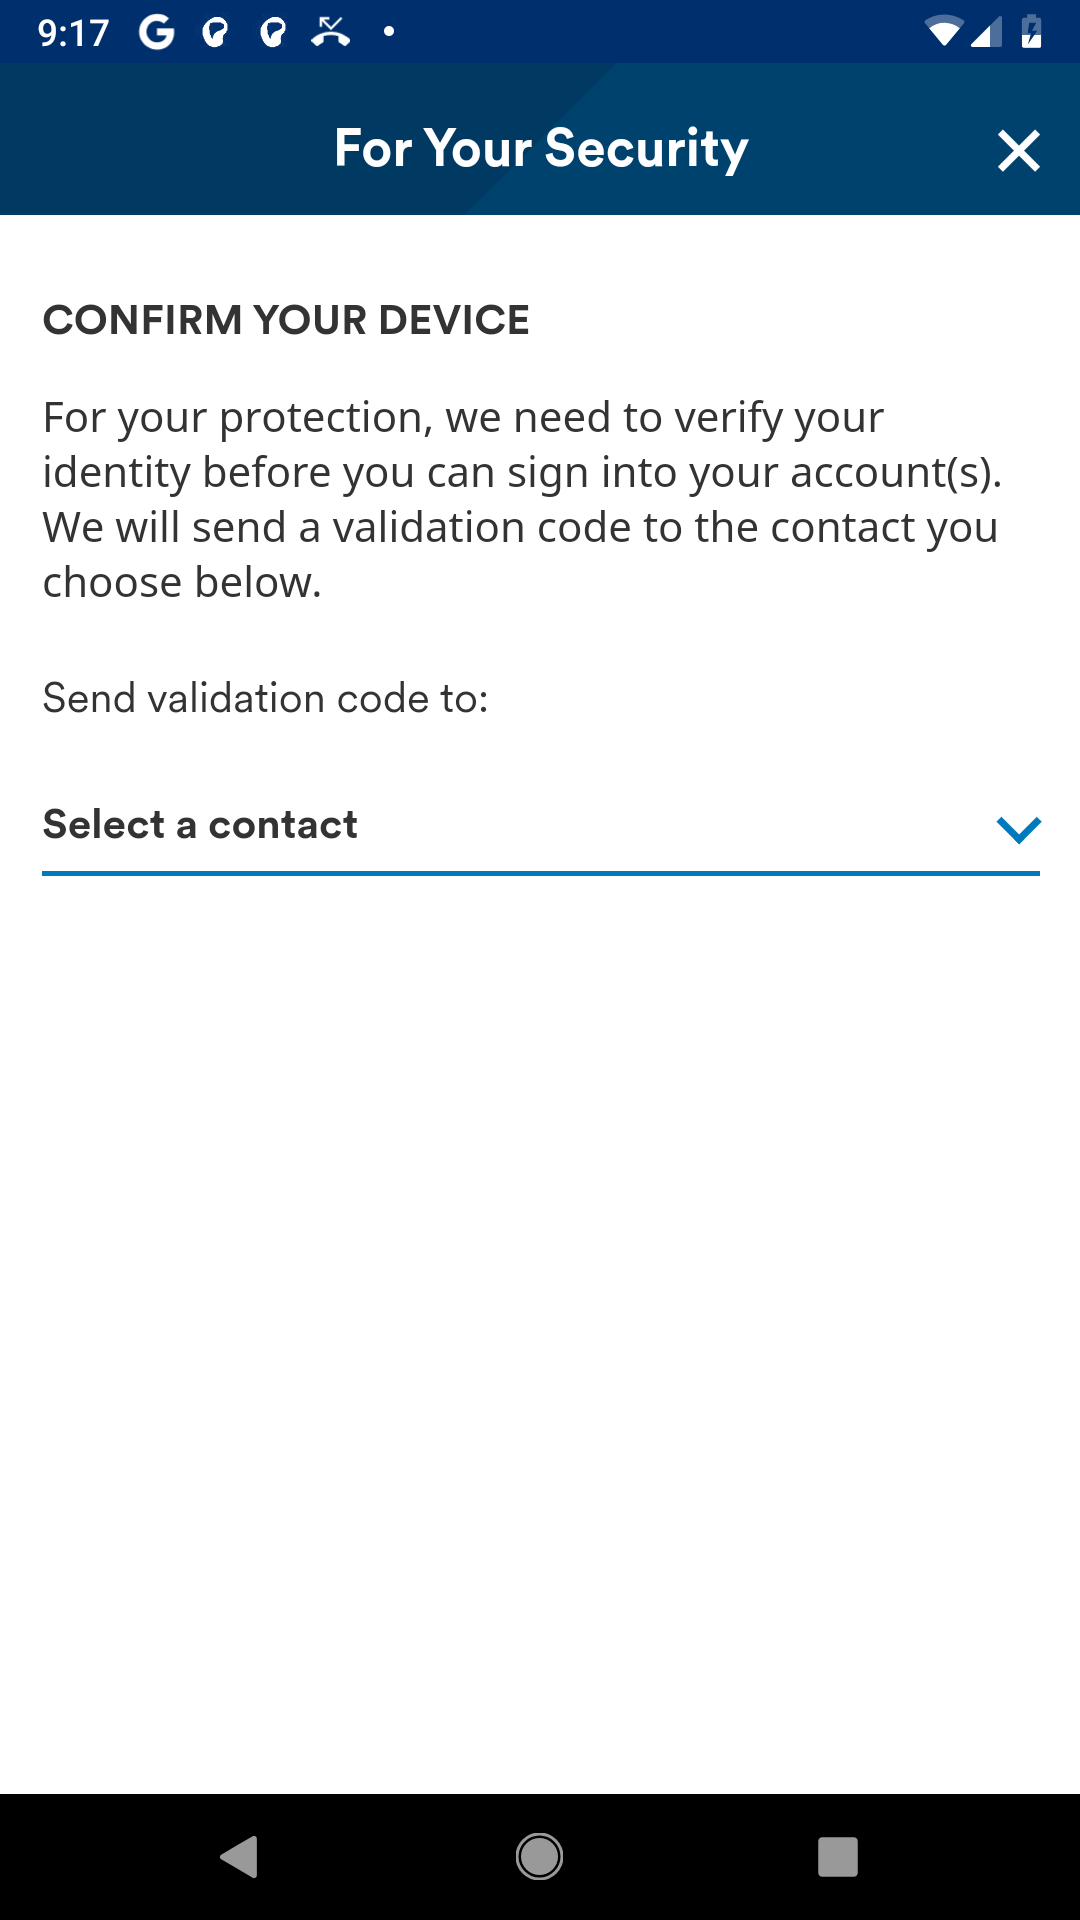 9:17
For Your Security
CONFIRM YOUR DEVICE
For your protection, we need to verify your
identity before you can sign into your account(s).
We will send a validation code to the contact you
choose below.
Send validation code to:
Select a contact